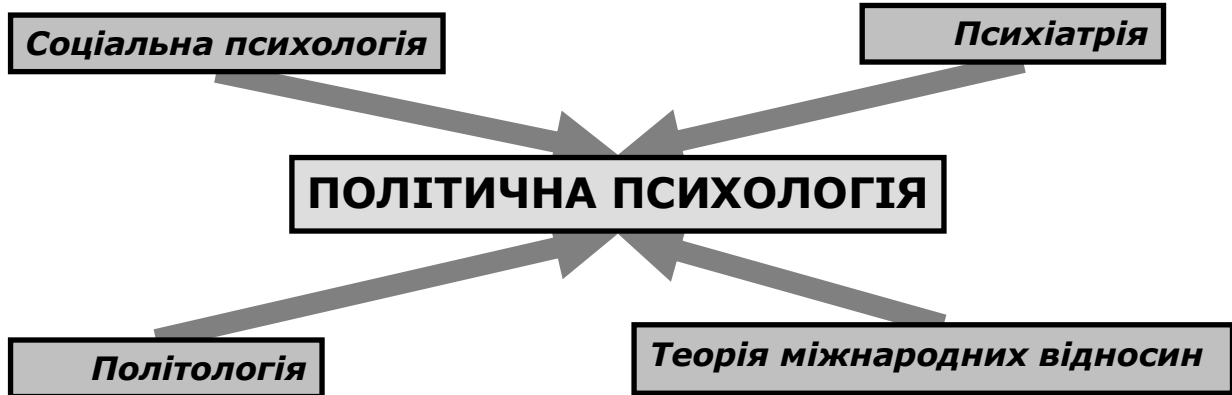 Соціальна психологія
Психіатрія
ПОЛІТИЧНА ПСИХОЛОГІЯ
Політологія
Теорія міжнародних відносин